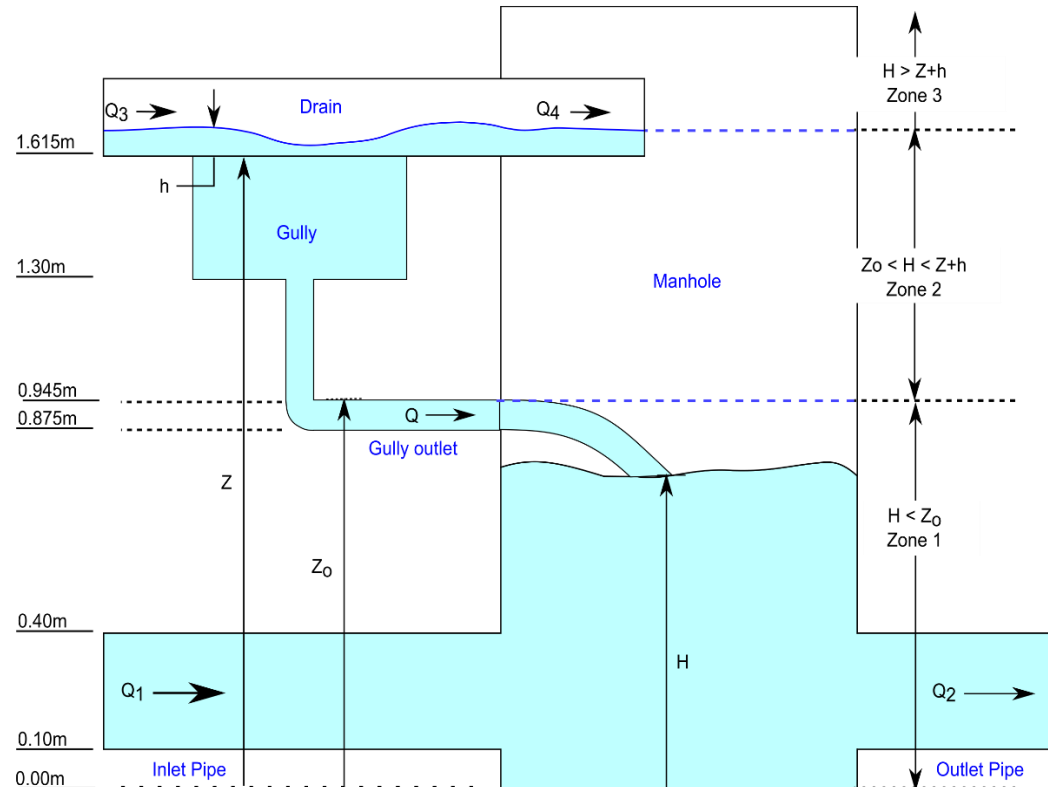 H > Z+h
Zone 3
Drain
Q3
Q4
1.615m
h
Gully
1.30m
Zo < H < Z+h
Zone 2
Manhole
0.945m
0.875m
Q
Gully outlet
Z
H < Zo
Zone 1
Zo
0.40m
H
Q1
Q2
0.10m
Inlet Pipe
Outlet Pipe
0.00m